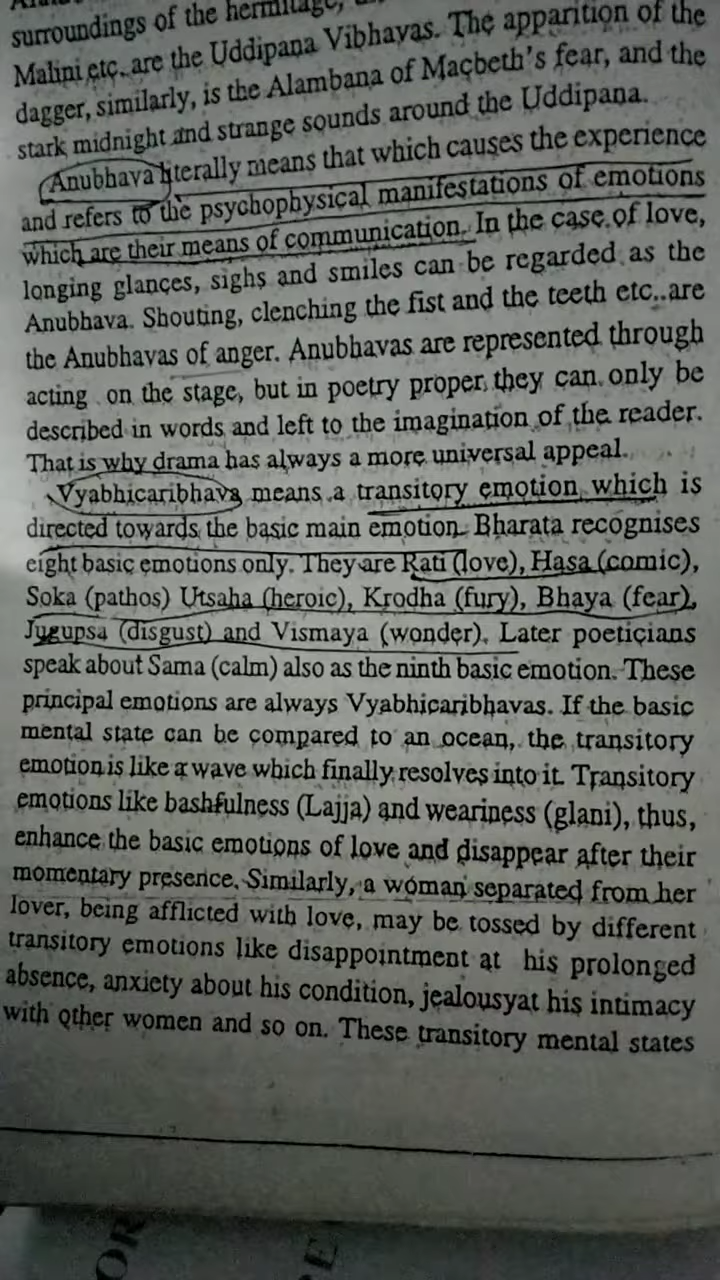 surroundings of the hermitage,
Malini etc. are the Uddipana Vibhavas. The apparition of the
dagger, similarly, is the Alambana of Macbeth's fear, and the
stark midnight and strange sounds around the Uddipana.
Anubhava literally means that which causes the experience
and refers to the psychophysical manifestations of emotions
which are their means of communication. In the case of love,
longing glances, sighs and smiles can be regarded as the
Anubhava. Shouting, clenching the fist and the teeth etc..are
the Anubhavas of anger. Anubhavas are represented through
acting on the stage, but in poetry proper, they can only be
described in words and left to the imagination of the reader.
That is why drama has always a more universal appeal.
Vyabhicaribhava means a transitory emotion which is
directed towards the basic main emotion. Bharata recognises
eight basic emotions only. They are Rati (love), Hasa (comic),
Soka (pathos) Utsaha (heroic), Krodha (fury), Bhaya (fear),
Jugupsa (disgust) and Vismaya (wonder). Later poeticians
speak about Sama (calm) also as the ninth basic emotion. These
principal emotions are always Vyabhicaribhavas. If the basic
mental state can be compared to an ocean, the transitory
emotion is like a wave which finally resolves into it. Transitory
emotions like bashfulness (Lajja) and weariness (glani), thus,
enhance the basic emotions of love and disappear after their
momentary presence. Similarly, a woman separated from her
lover, being afflicted with love, may be tossed by different
transitory emotions like disappointment at his prolonged
absence, anxiety about his condition, jealousyat his intimacy
with other women and so on. These transitory mental states
OR